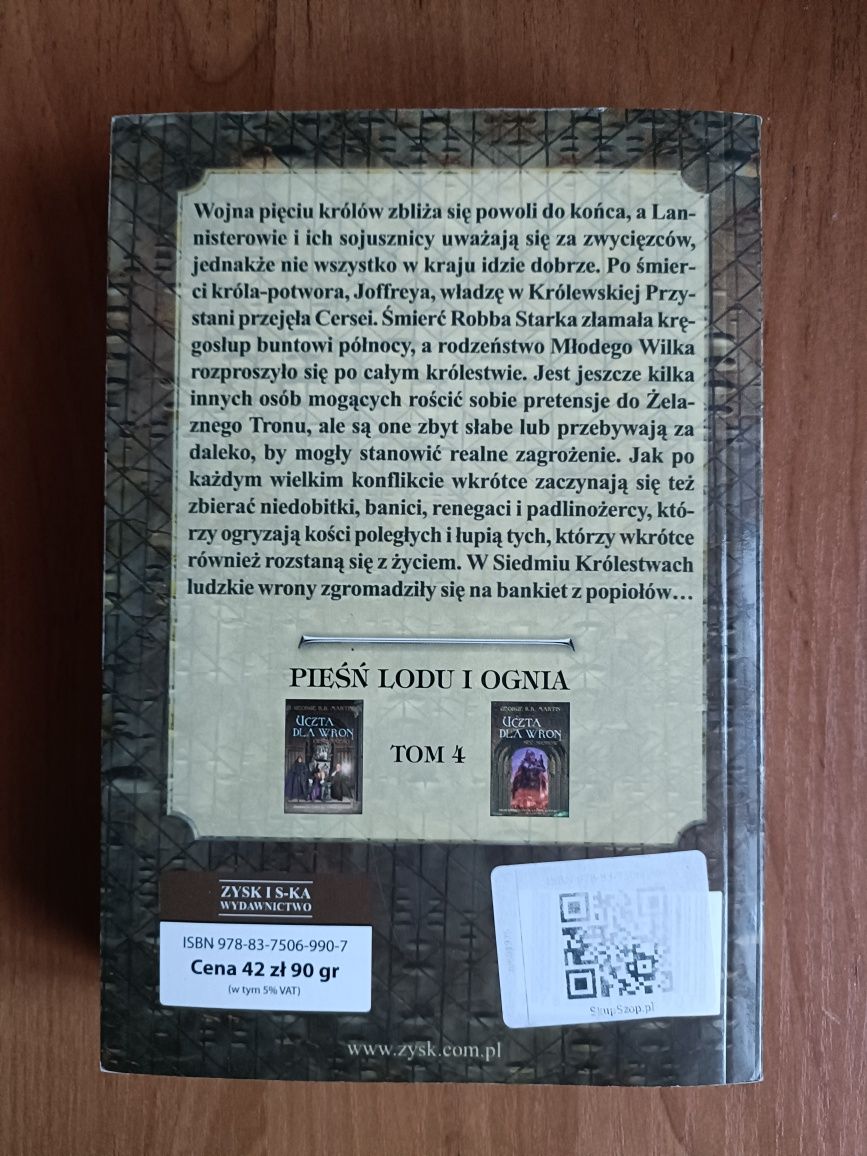 Wojna pięciu królów zbliża się powoli do końca, a Lan-
nisterowie i ich sojusznicy uważają się za zwycięzców,
jednakże nie wszystko w kraju idzie dobrze. Po śmier-
ci króla-potwora, Joffreya, władzę w Królewskiej Przy-
stani przejęła Cersei. Śmierć Robba Starka złamała krę-
gosłup buntowi północy, a rodzeństwo Młodego Wilka
rozproszyło się po całym królestwie. Jest jeszcze kilka
innych osób mogących rościć sobie pretensje do Żela-
znego Tronu, ale są one zbyt słabe lub przebywają za
daleko, by mogły stanowić realne zagrożenie. Jak po
każdym wielkim konflikcie wkrótce zaczynają się też
zbierać niedobitki, banici, renegaci i padlinożercy, któ-
rzy ogryzają kości poległych i łupią tych, którzy wkrótce
również rozstaną się z życiem. W Siedmiu Królestwach
ludzkie wrony zgromadziły się na bankiet z popiołów...
PIEŚŃ LODU I OGNIA
GEORGE R.R. MARTIN
UCZTA
DLA WRON
TOM 4
GEORGE R.R. MARTIN
UCZTA
DLA WRON
ZYSK I S-KA
WYDAWNICTWO
ISBN 978-83-7506-990-7
Cena 42 zł 90 gr
(w tym 5% VAT)
SkupSzop.pl
www.zysk.com.pl